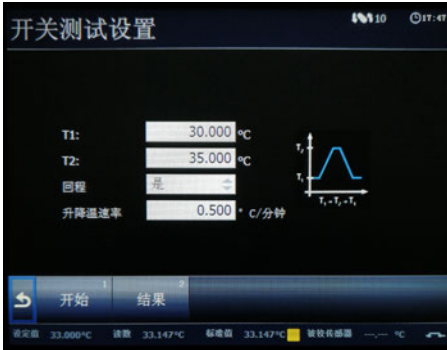 开关测试设置
10 17:47
T1: 30.000 °C
T2: 35.000 °C
回程 是
升降温速率 0.500 ° C/分钟
T₂
T₁
T₁→T₂→T₁
开始 1
结果 2
设定值 33.000°C 读数 33.147°C 标准值 33.147°C 被校传感器 ---.--- °C